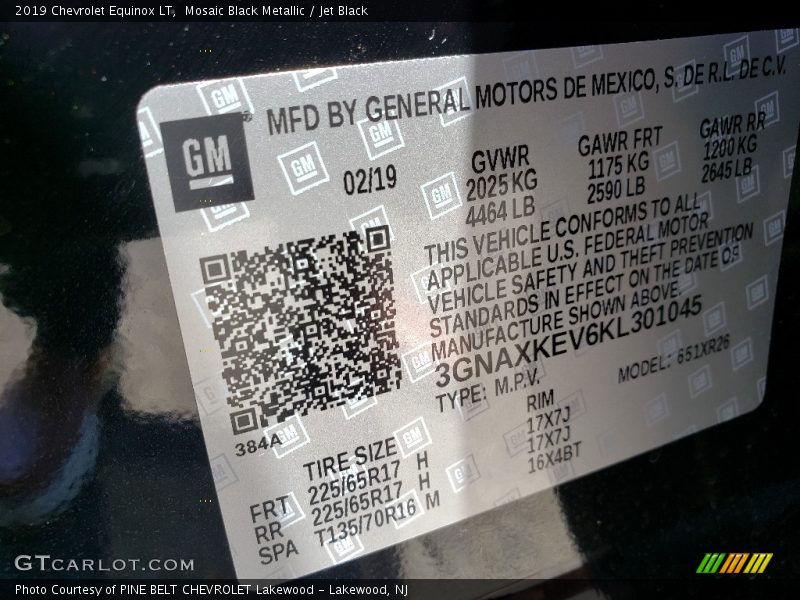 2019 Chevrolet Equinox LT,  Mosaic Black Metallic / Jet Black
MFD BY GENERAL MOTORS DE MEXICO, S. DE R.L. DE C.V.
GM
02/19
GVWR
2025 KG
4464 LB
GAWR FRT
1175 KG
2590 LB
GAWR RR
1200 KG
2645 LB
THIS VEHICLE CONFORMS TO ALL
APPLICABLE U.S. FEDERAL MOTOR
VEHICLE SAFETY AND THEFT PREVENTION
STANDARDS IN EFFECT ON THE DATE OF
MANUFACTURE SHOWN ABOVE
3GNAXKEV6KL301045
TYPE: M.P.V.
MODEL: 651XR26
384A
TIRE SIZE RIM
FRT 225/65R17 H 17X7J
RR 225/65R17 H 17X7J
SPA T135/70R16 M 16X4BT
GTCARLOT.COM
Photo Courtesy of PINE BELT CHEVROLET Lakewood - Lakewood, NJ